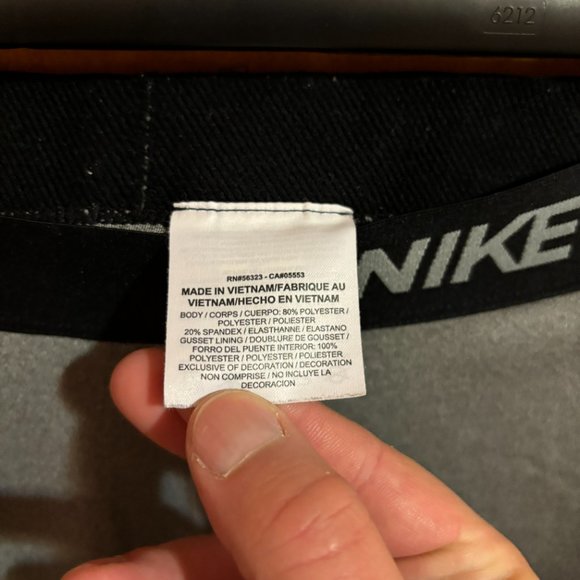 6212
RN#56323 - CA#05553
MADE IN VIETNAM/FABRIQUE AU
VIETNAM/HECHO EN VIETNAM
BODY / CORPS / CUERPO: 80% POLYESTER /
POLYESTER / POLIESTER
20% SPANDEX / ELASTHANNE / ELASTANO
GUSSET LINING / DOUBLURE DE GOUSSET /
FORRO DEL PUENTE INTERIOR: 100%
POLYESTER / POLYESTER / POLIESTER
EXCLUSIVE OF DECORATION / DECORATION
NON COMPRISE / NO INCLUYE LA
DECORACION
NIKE